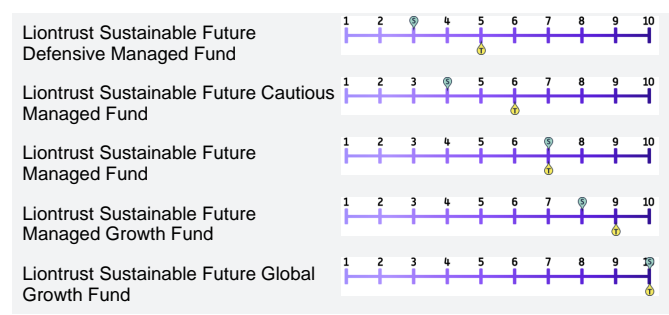 1 2 3 4 5 6 7 8 9 10
S
Liontrust Sustainable Future
Defensive Managed Fund
T
1 2 3 4 5 6 7 8 9 10
S
Liontrust Sustainable Future Cautious
Managed Fund
T
1 2 3 4 5 6 7 8 9 10
S
Liontrust Sustainable Future
Managed Fund
T
1 2 3 4 5 6 7 8 9 10
S
Liontrust Sustainable Future
Managed Growth Fund
T
1 2 3 4 5 6 7 8 9 10
S
Liontrust Sustainable Future Global
Growth Fund
T